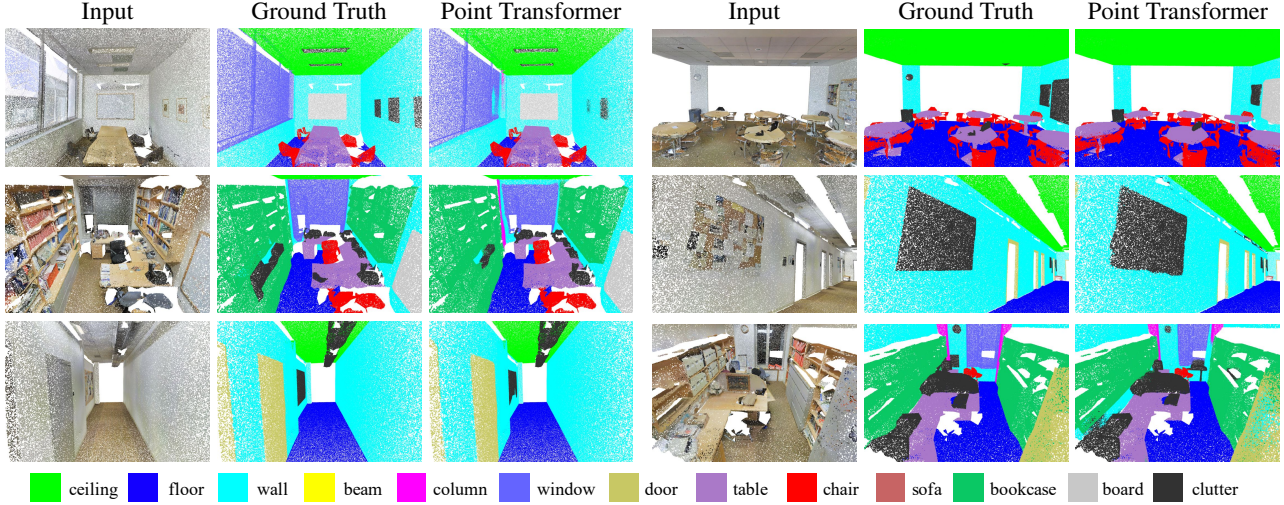 Input Ground Truth Point Transformer Input Ground Truth Point Transformer
ceiling floor wall beam column window door table chair sofa bookcase board clutter